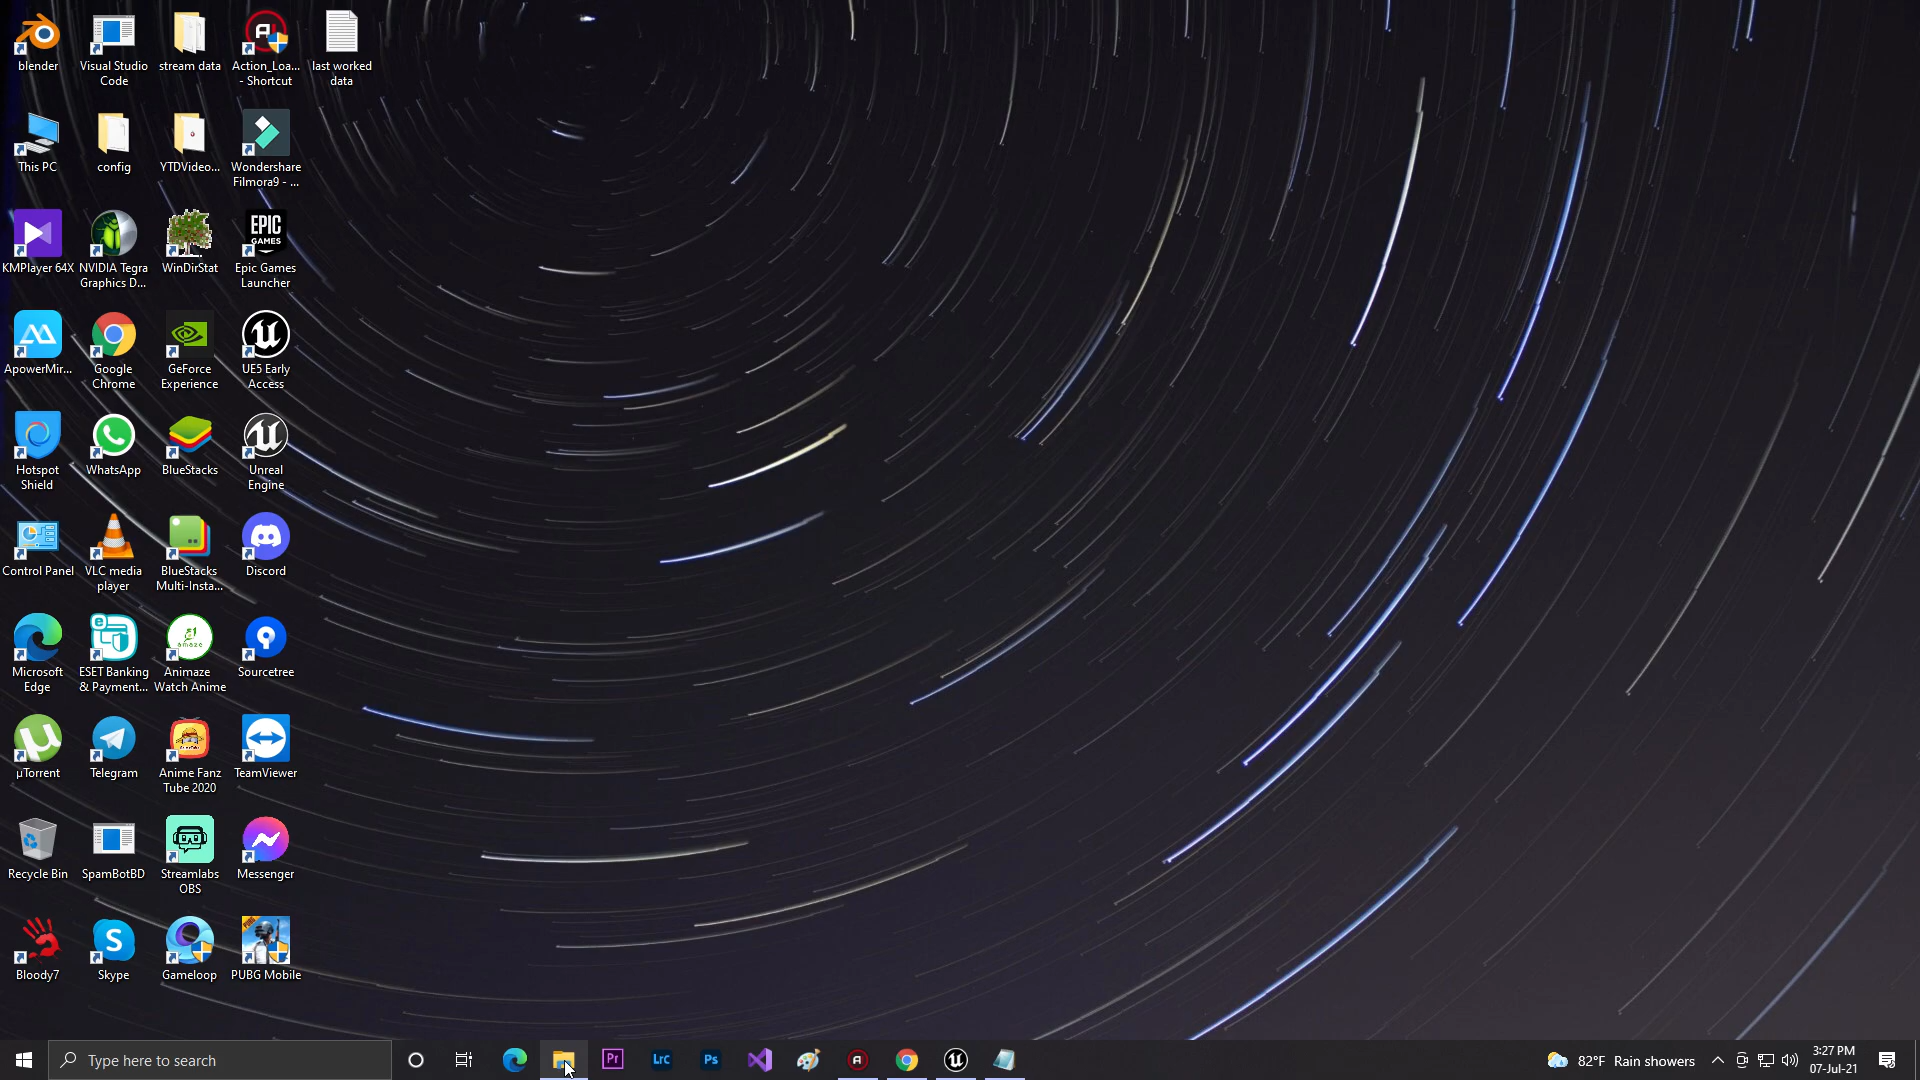 blender
Visual Studio
Code
stream data
Action_Loa...
- Shortcut
last worked
data
This PC
config
YTDVideo...
Wondershare
Filmora9 - ...
KMPlayer 64X
NVIDIA Tegra
Graphics D...
WinDirStat
EPIC
GAMES
Epic Games
Launcher
ApowerMir...
Google
Chrome
GeForce
Experience
UE5 Early
Access
Hotspot
Shield
WhatsApp
BlueStacks
Unreal
Engine
Control Panel
VLC media
player
BlueStacks
Multi-Insta...
Discord
Microsoft
Edge
ESET Banking
& Payment...
amaze
Animaze
Watch Anime
Sourcetree
µTorrent
Telegram
Anime Fanz
Tube 2020
TeamViewer
Recycle Bin
SpamBotBD
Streamlabs
OBS
Messenger
Bloody7
Skype
Gameloop
PUBG Mobile
Type here to search
Pr
Lrc
Ps
82°F Rain showers
3:27 PM
07-Jul-21